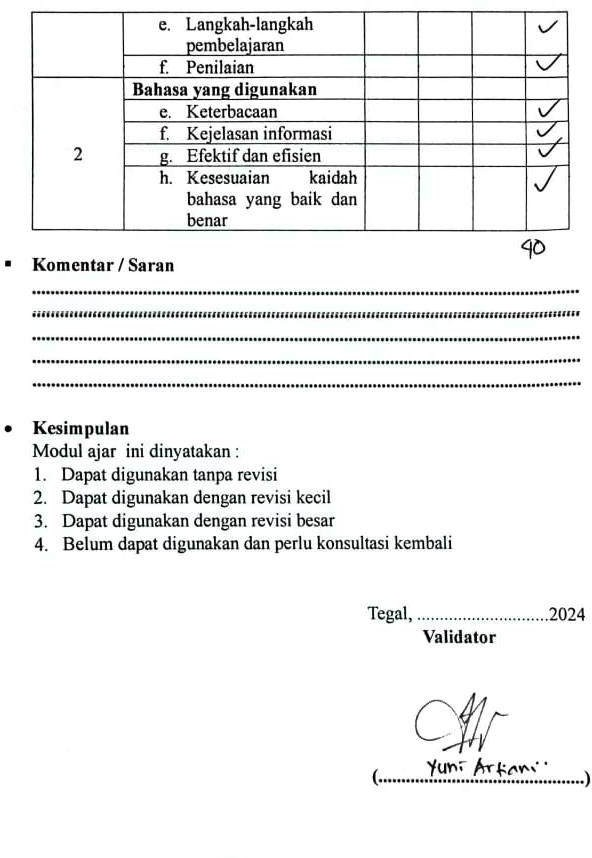 e. Langkah-langkah
pembelajaran
f. Penilaian
Bahasa yang digunakan
e. Keterbacaan
f. Kejelasan informasi
2
g. Efektif dan efisien
h. Kesesuaian kaidah
bahasa yang baik dan
benar
40
▪ Komentar / Saran
• Kesimpulan
Modul ajar ini dinyatakan :
1. Dapat digunakan tanpa revisi
2. Dapat digunakan dengan revisi kecil
3. Dapat digunakan dengan revisi besar
4. Belum dapat digunakan dan perlu konsultasi kembali
Tegal, ..............................2024
Validator
(Yuni Artiani)